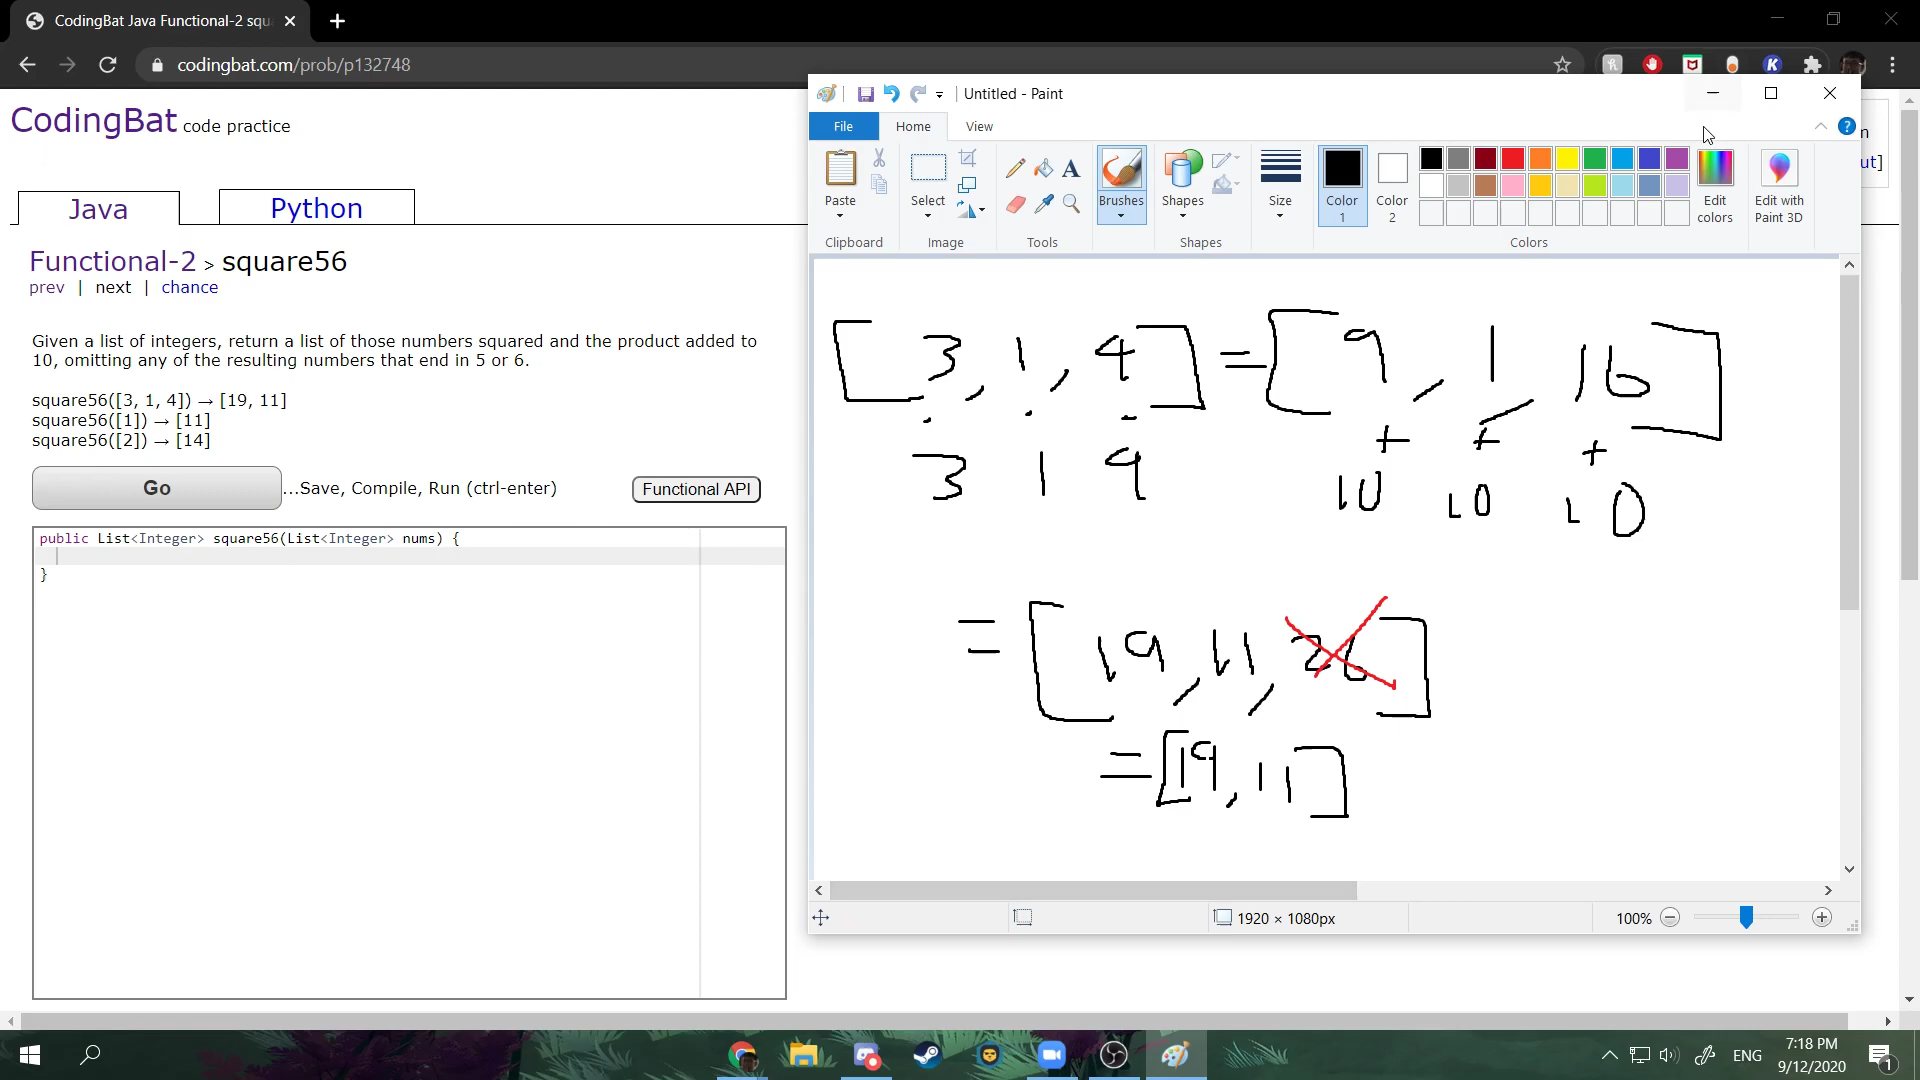 CodingBat Java Functional-2 squ
codingbat.com/prob/p132748
CodingBat code practice
Java
Python
Functional-2 > square56
prev | next | chance
Given a list of integers, return a list of those numbers squared and the product added to
10, omitting any of the resulting numbers that end in 5 or 6.
square56([3, 1, 4]) → [19, 11]
square56([1]) → [11]
square56([2]) → [14]
Go
...Save, Compile, Run (ctrl-enter)
Functional API
public List<Integer> square56(List<Integer> nums) {
}
Untitled - Paint
File
Home
View
Paste
Clipboard
Select
Image
Tools
Brushes
Shapes
Shapes
Size
Color
1
Color
2
Edit
colors
Colors
Edit with
Paint 3D
n
ut]
[3, 1, 4] = [9, 1, 16]
+ + +
3 1 9
10 10 10
= [19, 11, 26]
= [19, 11]
1920 × 1080px
100%
ENG
7:18 PM
9/12/2020
1